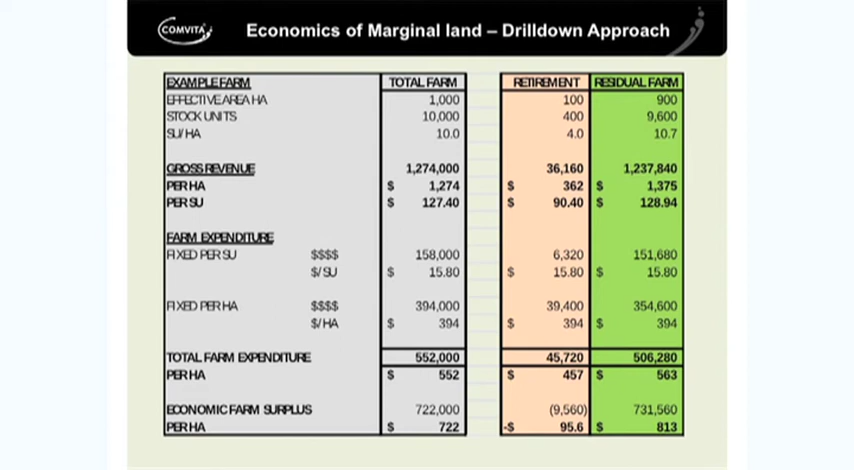 COMVITA
Economics of Marginal land – Drilldown Approach
EXAMPLE FARM TOTAL FARM RETIREMENT RESIDUAL FARM
EFFECTIVE AREA HA 1,000 100 900
STOCK UNITS 10,000 400 9,600
SU/HA 10.0 4.0 10.7
GROSS REVENUE 1,274,000 36,160 1,237,840
PER HA $ 1,274 $ 362 $ 1,375
PER SU $ 127.40 $ 90.40 $ 128.94
FARM EXPENDITURE
FIXED PER SU $$$$ 158,000 6,320 151,680
$/SU $ 15.80 $ 15.80 $ 15.80
FIXED PER HA $$$$ 394,000 39,400 354,600
$/HA $ 394 $ 394 $ 394
TOTAL FARM EXPENDITURE 552,000 45,720 506,280
PER HA $ 552 $ 457 $ 563
ECONOMIC FARM SURPLUS 722,000 (9,560) 731,560
PER HA $ 722 -$ 95.6 $ 813